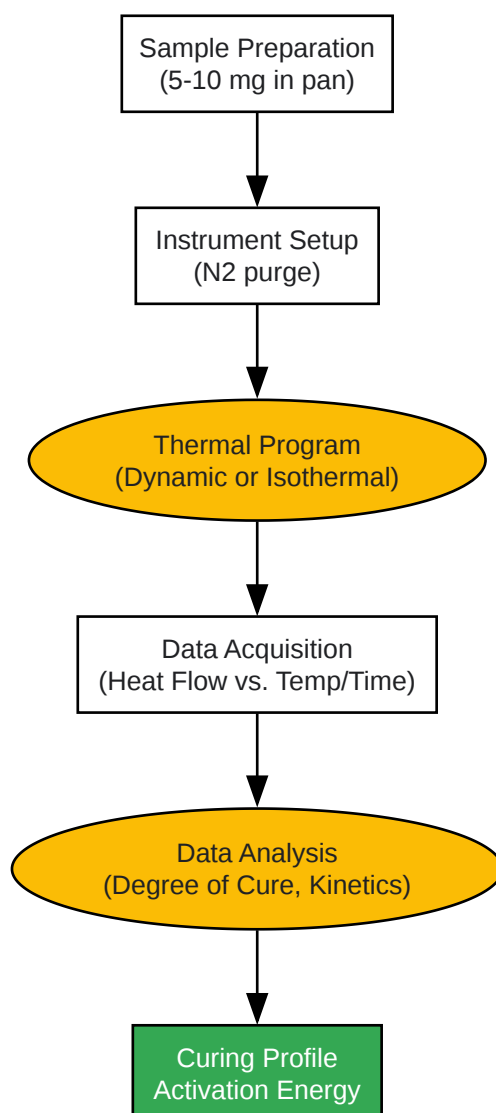 Sample Preparation
(5-10 mg in pan)
Instrument Setup
(N2 purge)
Thermal Program
(Dynamic or Isothermal)
Data Acquisition
(Heat Flow vs. Temp/Time)
Data Analysis
(Degree of Cure, Kinetics)
Curing Profile
Activation Energy